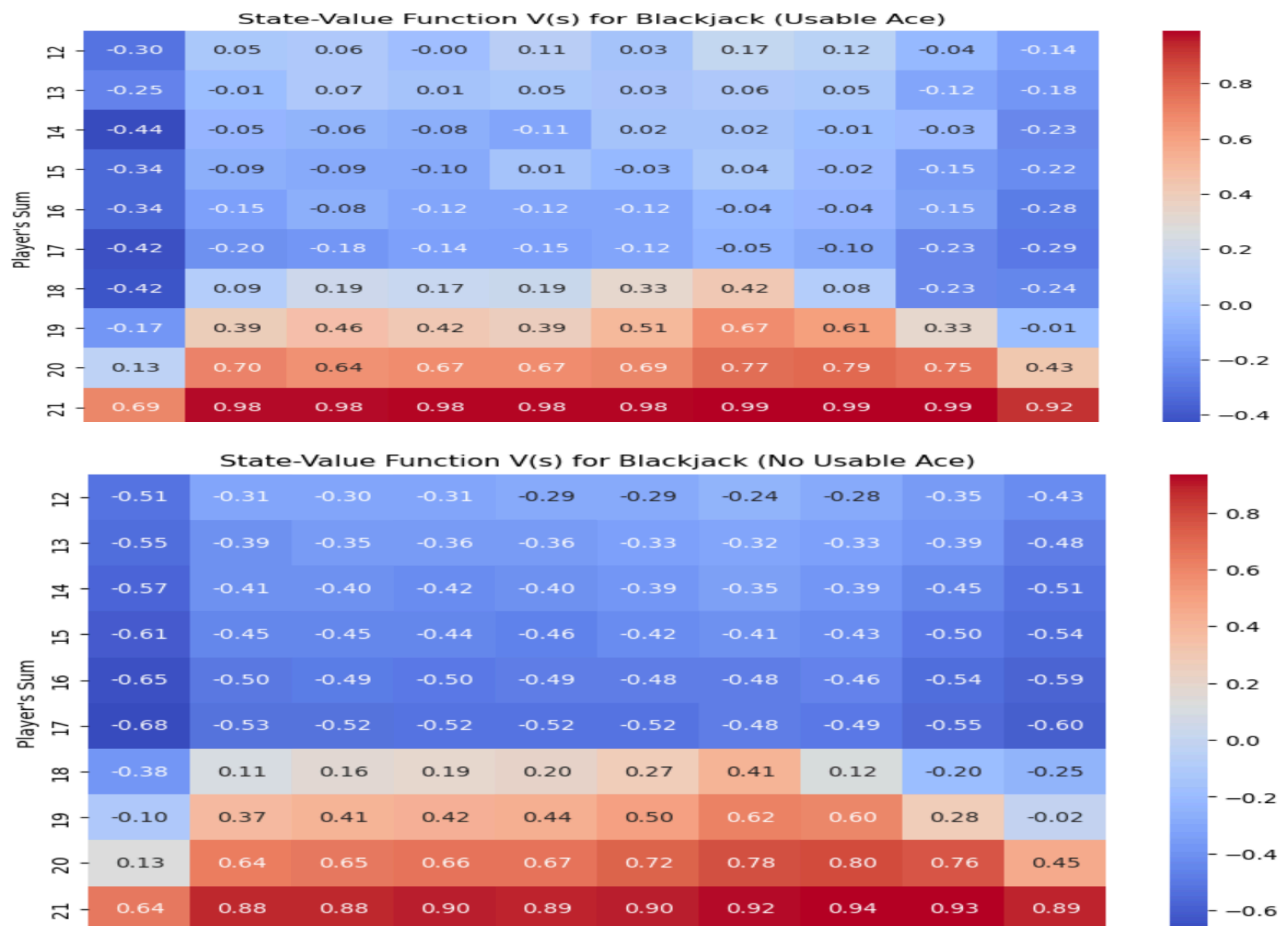 State-Value Function V(s) for Blackjack (Usable Ace)
12 -0.30 0.05 0.06 -0.00 0.11 0.03 0.17 0.12 -0.04 -0.14
13 -0.25 -0.01 0.07 0.01 0.05 0.03 0.06 0.05 -0.12 -0.18
14 -0.44 -0.05 -0.06 -0.08 -0.11 0.02 0.02 -0.01 -0.03 -0.23
15 -0.34 -0.09 -0.09 -0.10 0.01 -0.03 0.04 -0.02 -0.15 -0.22
16 -0.34 -0.15 -0.08 -0.12 -0.12 -0.12 -0.04 -0.04 -0.15 -0.28
17 -0.42 -0.20 -0.18 -0.14 -0.15 -0.12 -0.05 -0.10 -0.23 -0.29
18 -0.42 0.09 0.19 0.17 0.19 0.33 0.42 0.08 -0.23 -0.24
19 -0.17 0.39 0.46 0.42 0.39 0.51 0.67 0.61 0.33 -0.01
20 0.13 0.70 0.64 0.67 0.67 0.69 0.77 0.79 0.75 0.43
21 0.69 0.98 0.98 0.98 0.98 0.98 0.99 0.99 0.99 0.92
Player's Sum
0.8
0.6
0.4
0.2
0.0
−0.2
−0.4
State-Value Function V(s) for Blackjack (No Usable Ace)
12 -0.51 -0.31 -0.30 -0.31 -0.29 -0.29 -0.24 -0.28 -0.35 -0.43
13 -0.55 -0.39 -0.35 -0.36 -0.36 -0.33 -0.32 -0.33 -0.39 -0.48
14 -0.57 -0.41 -0.40 -0.42 -0.40 -0.39 -0.35 -0.39 -0.45 -0.51
15 -0.61 -0.45 -0.45 -0.44 -0.46 -0.42 -0.41 -0.43 -0.50 -0.54
16 -0.65 -0.50 -0.49 -0.50 -0.49 -0.48 -0.48 -0.46 -0.54 -0.59
17 -0.68 -0.53 -0.52 -0.52 -0.52 -0.52 -0.48 -0.49 -0.55 -0.60
18 -0.38 0.11 0.16 0.19 0.20 0.27 0.41 0.12 -0.20 -0.25
19 -0.10 0.37 0.41 0.42 0.44 0.50 0.62 0.60 0.28 -0.02
20 0.13 0.64 0.65 0.66 0.67 0.72 0.78 0.80 0.76 0.45
21 0.64 0.88 0.88 0.90 0.89 0.90 0.92 0.94 0.93 0.89
Player's Sum
0.8
0.6
0.4
0.2
0.0
−0.2
−0.4
−0.6